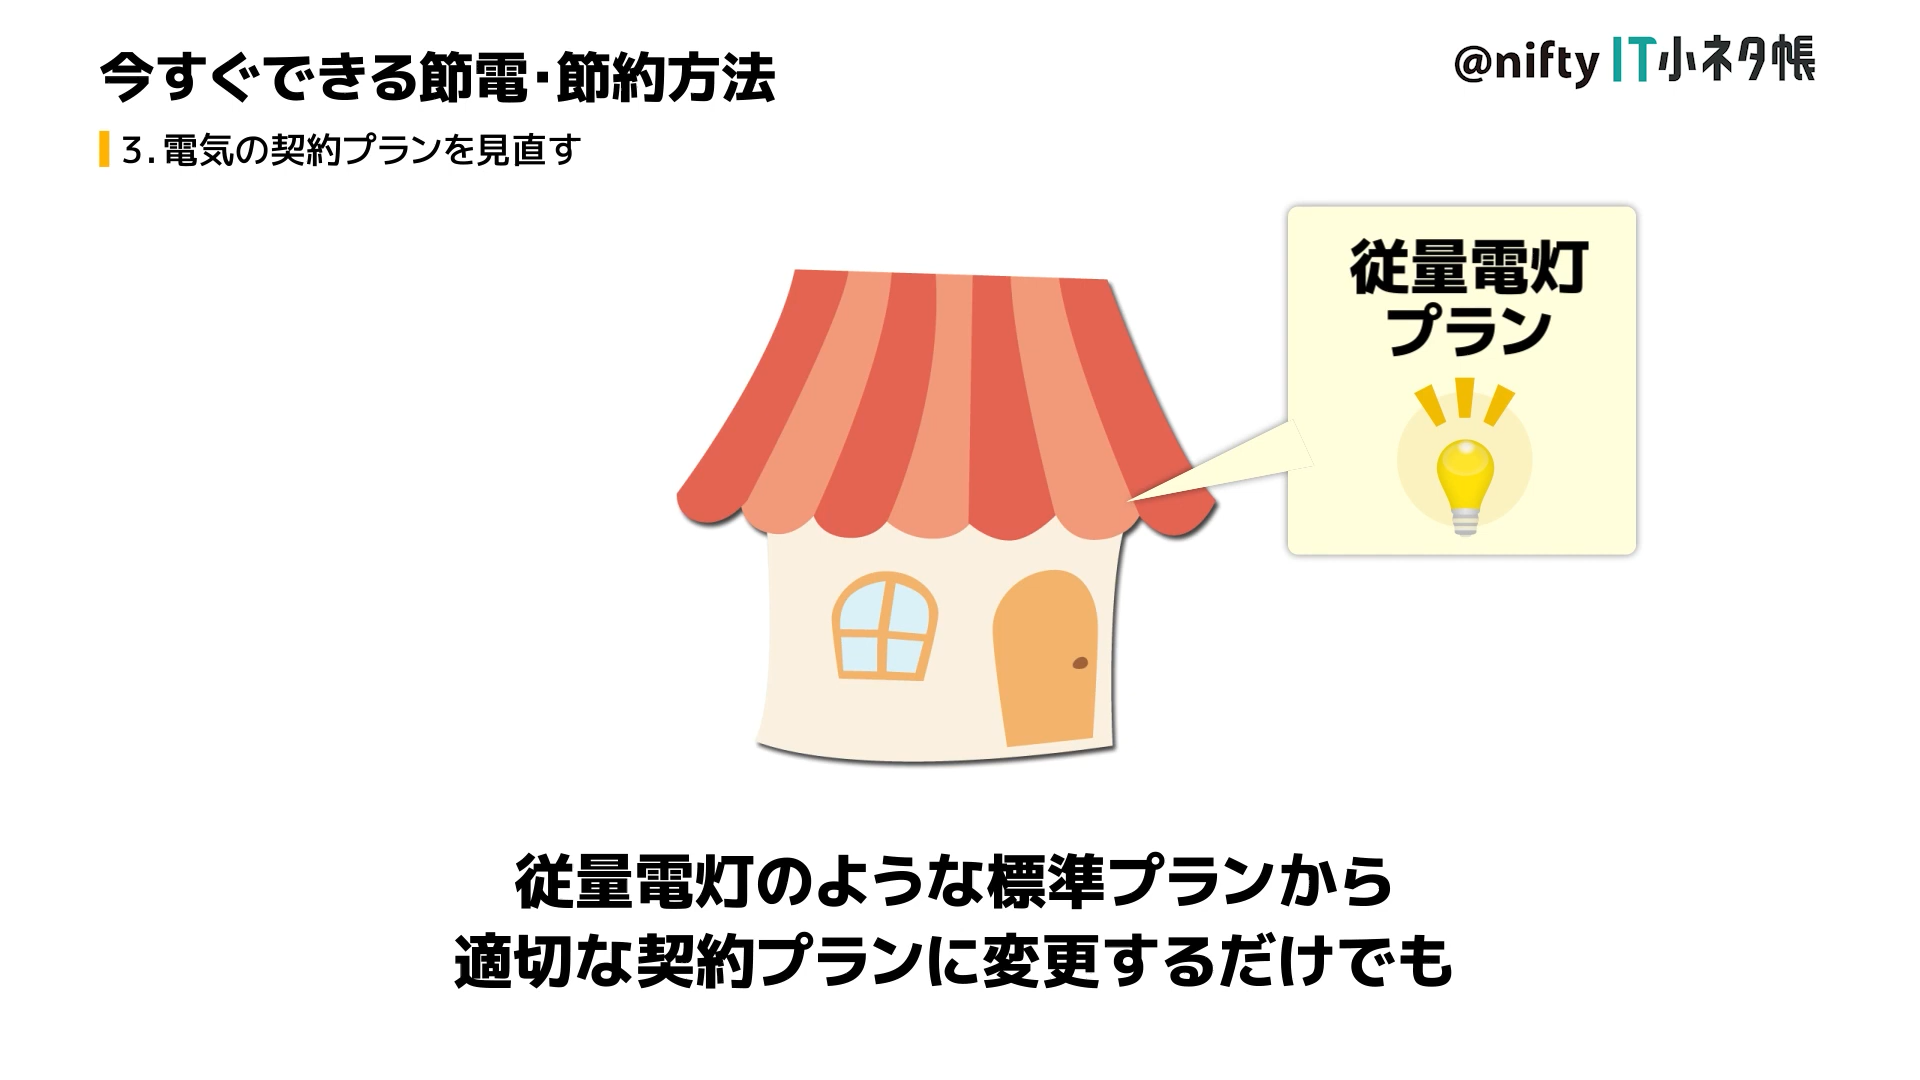 今すぐできる節電・節約方法
@nifty IT小ネタ帳
3.電気の契約プランを見直す
従量電灯
プラン
従量電灯のような標準プランから
適切な契約プランに変更するだけでも